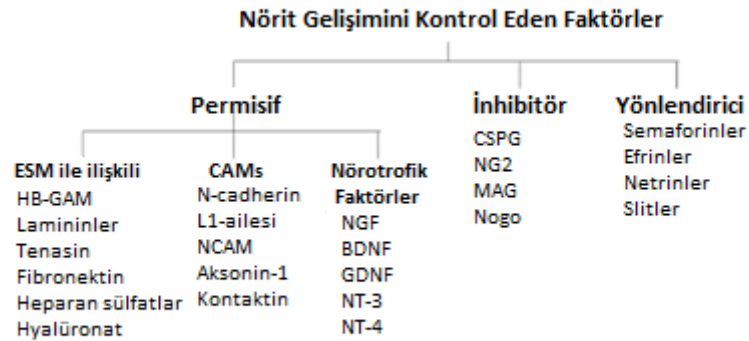 Nörit Gelişimini Kontrol Eden Faktörler
Permisif
İnhibitör
Yönlendirici
ESM ile ilişkili
HB-GAM
Lamininler
Tenasin
Fibronektin
Heparan sülfatlar
Hyalüronat
CAMs
N-cadherin
L1-ailesi
NCAM
Aksonin-1
Kontaktin
Nörotrofik
Faktörler
NGF
BDNF
GDNF
NT-3
NT-4
CSPG
NG2
MAG
Nogo
Semaforinler
Efrinler
Netrinler
Slitler